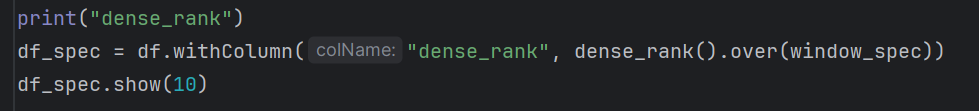 print("dense_rank")
df_spec = df.withColumn( colName: "dense_rank", dense_rank().over(window_spec))
df_spec.show(10)